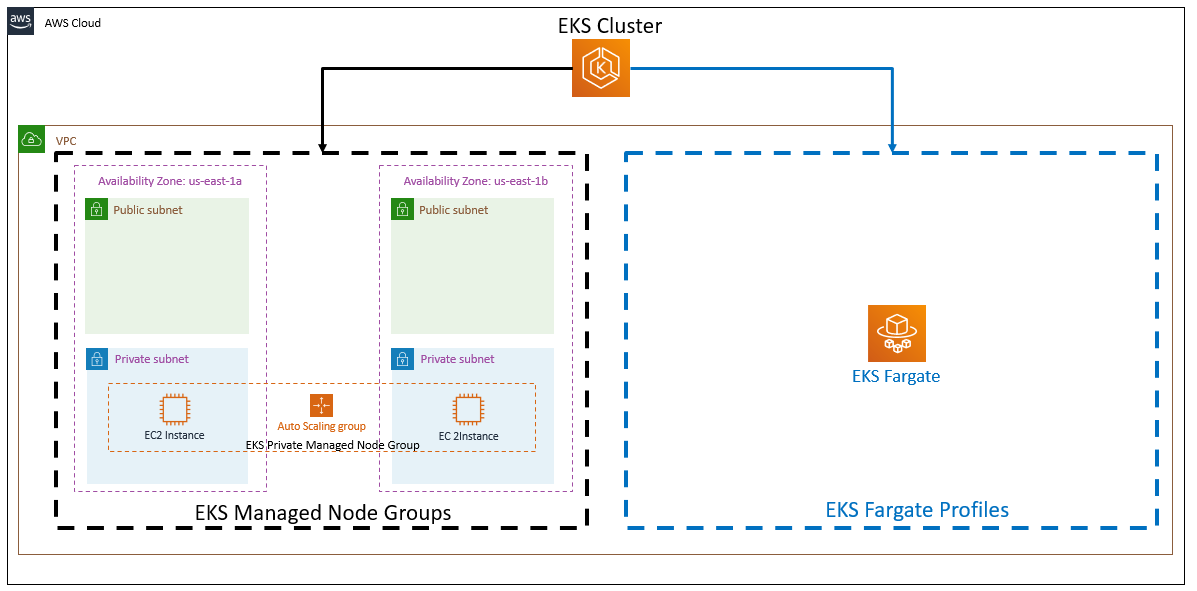 aws
AWS Cloud
EKS Cluster
K
VPC
Availability Zone: us-east-1a
Availability Zone: us-east-1b
Public subnet
Public subnet
Private subnet
Private subnet
EC2 Instance
Auto Scaling group
EC 2Instance
EKS Private Managed Node Group
EKS Managed Node Groups
EKS Fargate
EKS Fargate Profiles